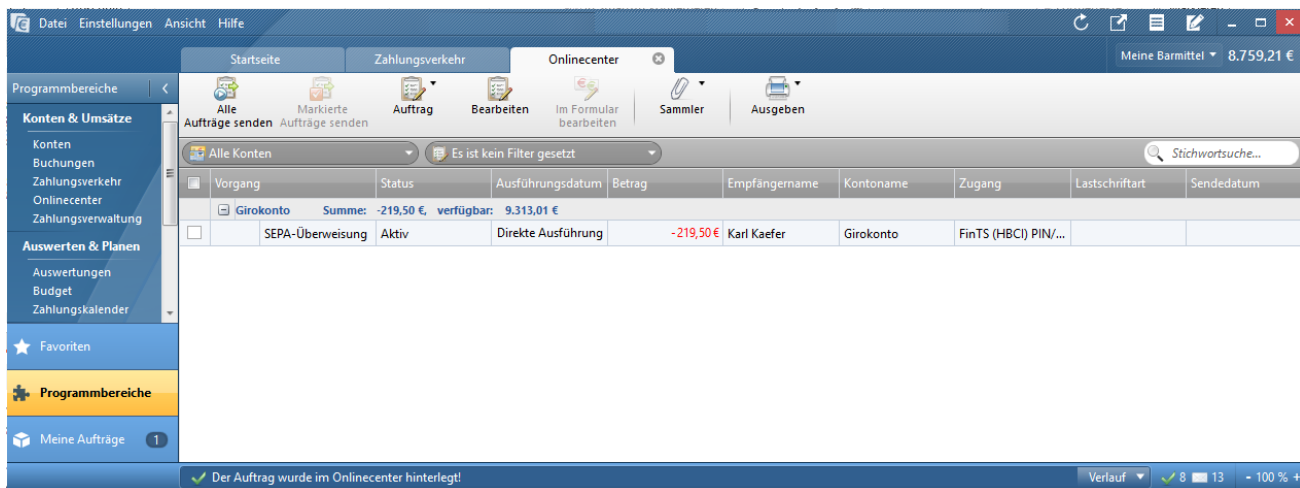 Datei Einstellungen Ansicht Hilfe
Startseite Zahlungsverkehr Onlinecenter Meine Barmittel 8.759,21 €
Programmbereiche
Alle Aufträge senden
Markierte Aufträge senden
Auftrag
Bearbeiten
Im Formular bearbeiten
Sammler
Ausgeben
Konten & Umsätze
Konten
Buchungen
Zahlungsverkehr
Onlinecenter
Zahlungsverwaltung
Auswerten & Planen
Auswertungen
Budget
Zahlungskalender
Favoriten
Programmbereiche
Meine Aufträge 1
Alle Konten Es ist kein Filter gesetzt Stichwortsuche...
Vorgang Status Ausführungsdatum Betrag Empfängername Kontoname Zugang Lastschriftart Sendedatum
Girokonto Summe: -219,50 €, verfügbar: 9.313,01 €
SEPA-Überweisung Aktiv Direkte Ausführung -219,50 € Karl Kaefer Girokonto FinTS (HBCI) PIN/...
Der Auftrag wurde im Onlinecenter hinterlegt! Verlauf 8 13 - 100 % +